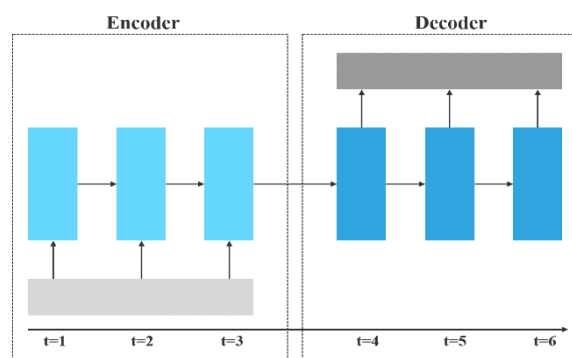 Encoder
Decoder
t=1
t=2
t=3
t=4
t=5
t=6